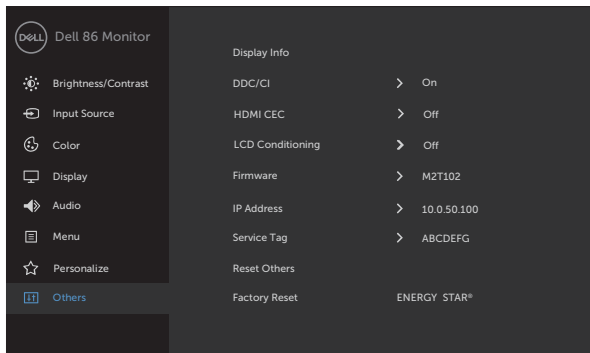 DELL Dell 86 Monitor
Brightness/Contrast
Input Source
Color
Display
Audio
Menu
Personalize
Others
Display Info
DDC/CI > On
HDMI CEC > Off
LCD Conditioning > Off
Firmware > M2T102
IP Address > 10.0.50.100
Service Tag > ABCDEFG
Reset Others
Factory Reset ENERGY STAR®